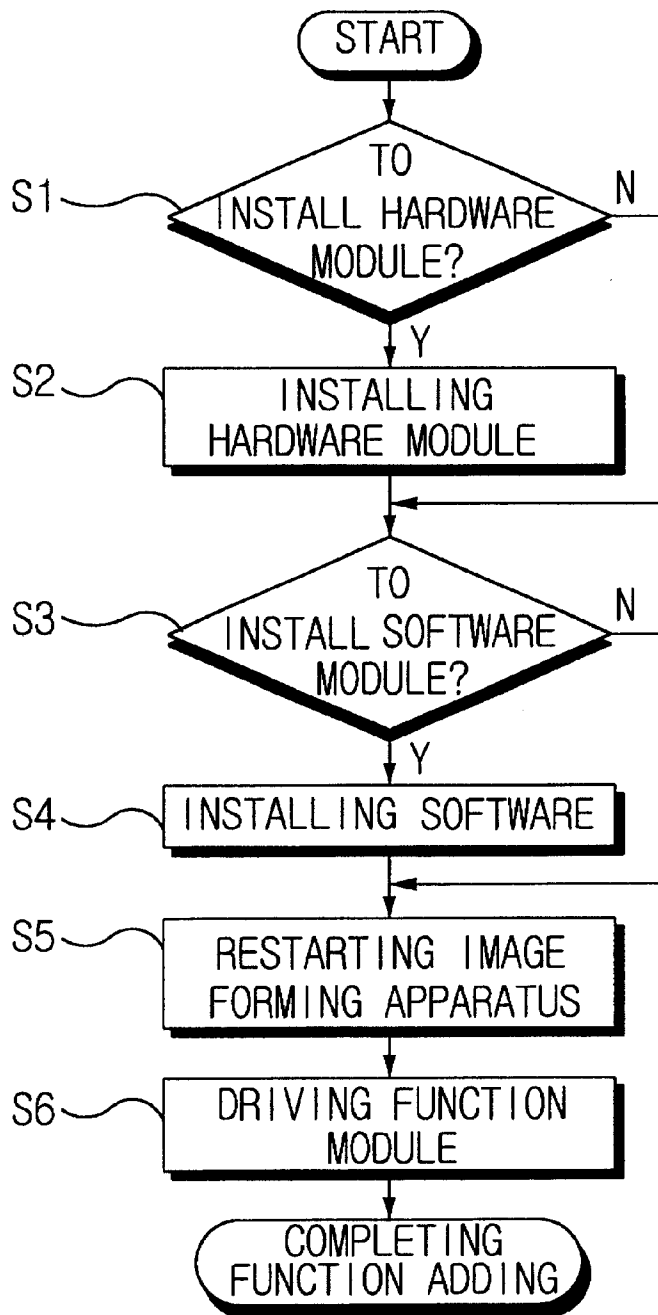 START
S1
TO
INSTALL HARDWARE
MODULE?
N
Y
S2
INSTALLING
HARDWARE MODULE
S3
TO
INSTALL SOFTWARE
MODULE?
N
Y
S4
INSTALLING SOFTWARE
S5
RESTARTING IMAGE
FORMING APPARATUS
S6
DRIVING FUNCTION
MODULE
COMPLETING
FUNCTION ADDING